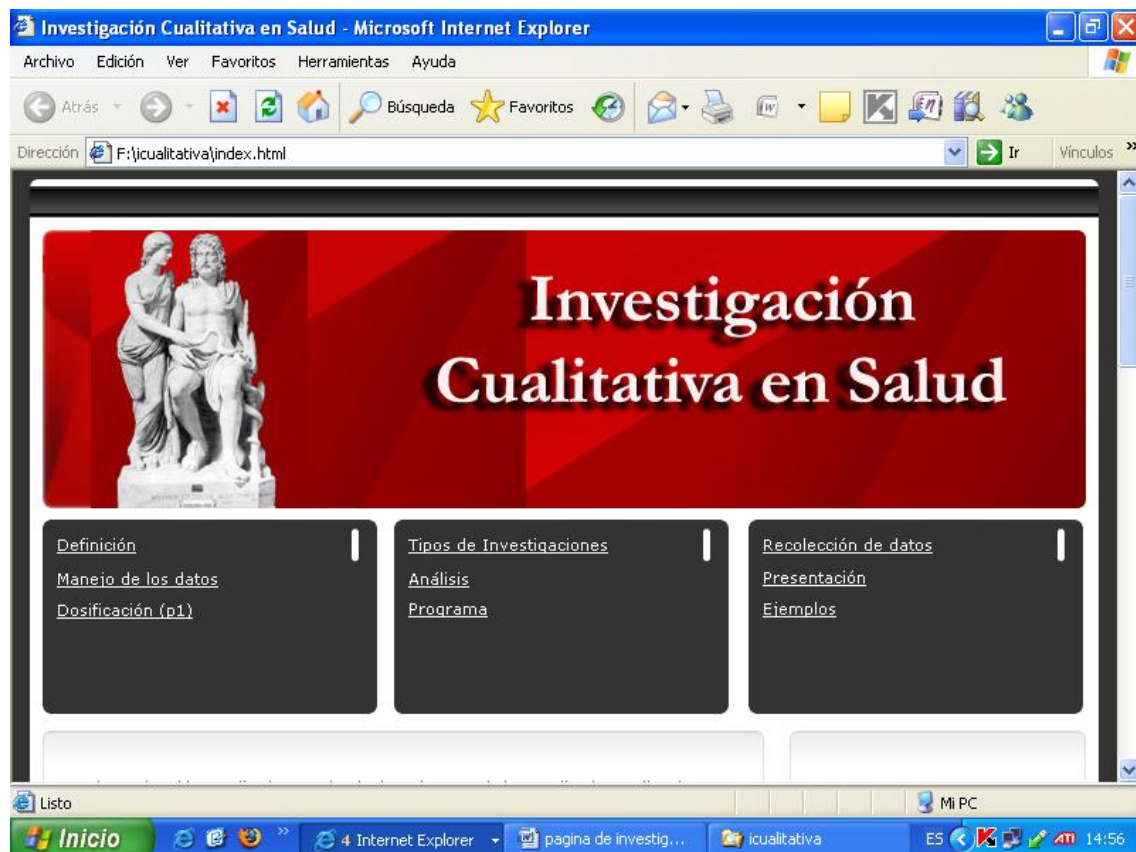 Investigación Cualitativa en Salud - Microsoft Internet Explorer
Archivo Edición Ver Favoritos Herramientas Ayuda
Atrás Búsqueda Favoritos
Dirección F:\icualitativa\index.html Ir Vínculos »
Investigación
Cualitativa en Salud
Definición
Manejo de los datos
Dosificación (p1)
Tipos de Investigaciones
Análisis
Programa
Recolección de datos
Presentación
Ejemplos
Listo Mi PC
Inicio » 4 Internet Explorer pagina de investig... icualitativa ES ATI 14:56